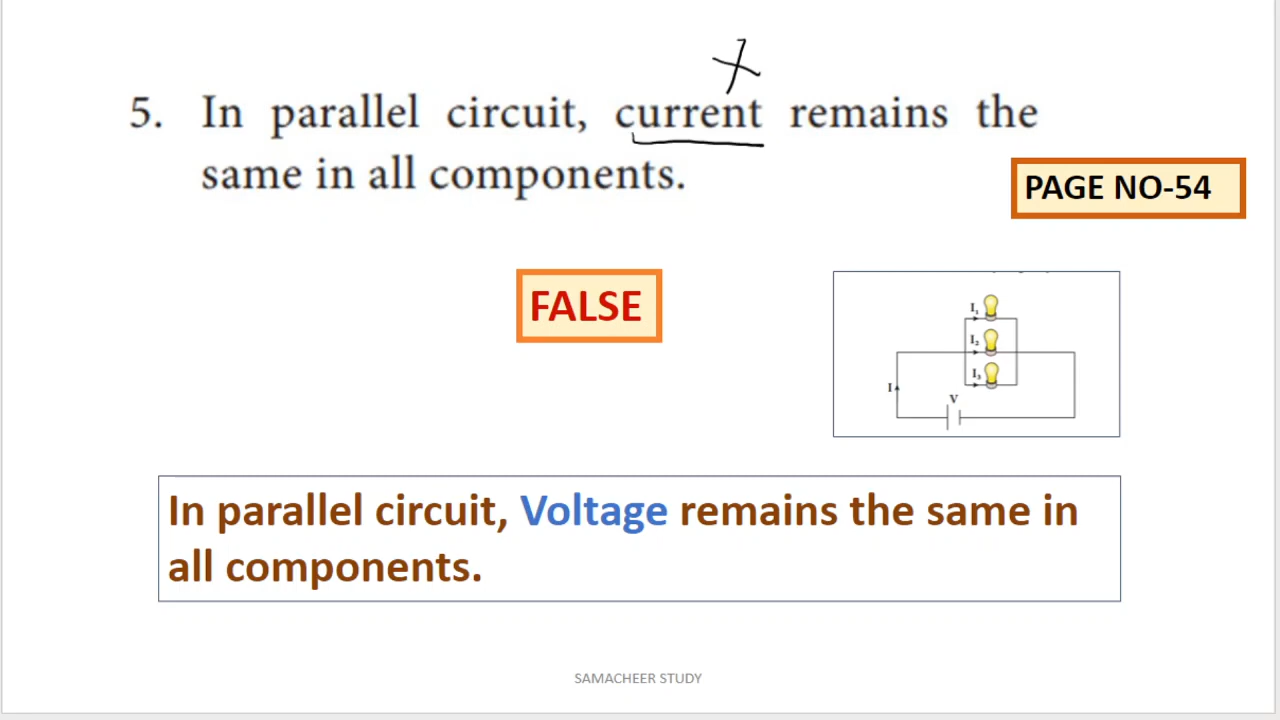 5. In parallel circuit, current remains the
same in all components.
PAGE NO-54
FALSE
I₁
I₂
I₃
I
V
In parallel circuit, Voltage remains the same in
all components.
SAMACHEER STUDY